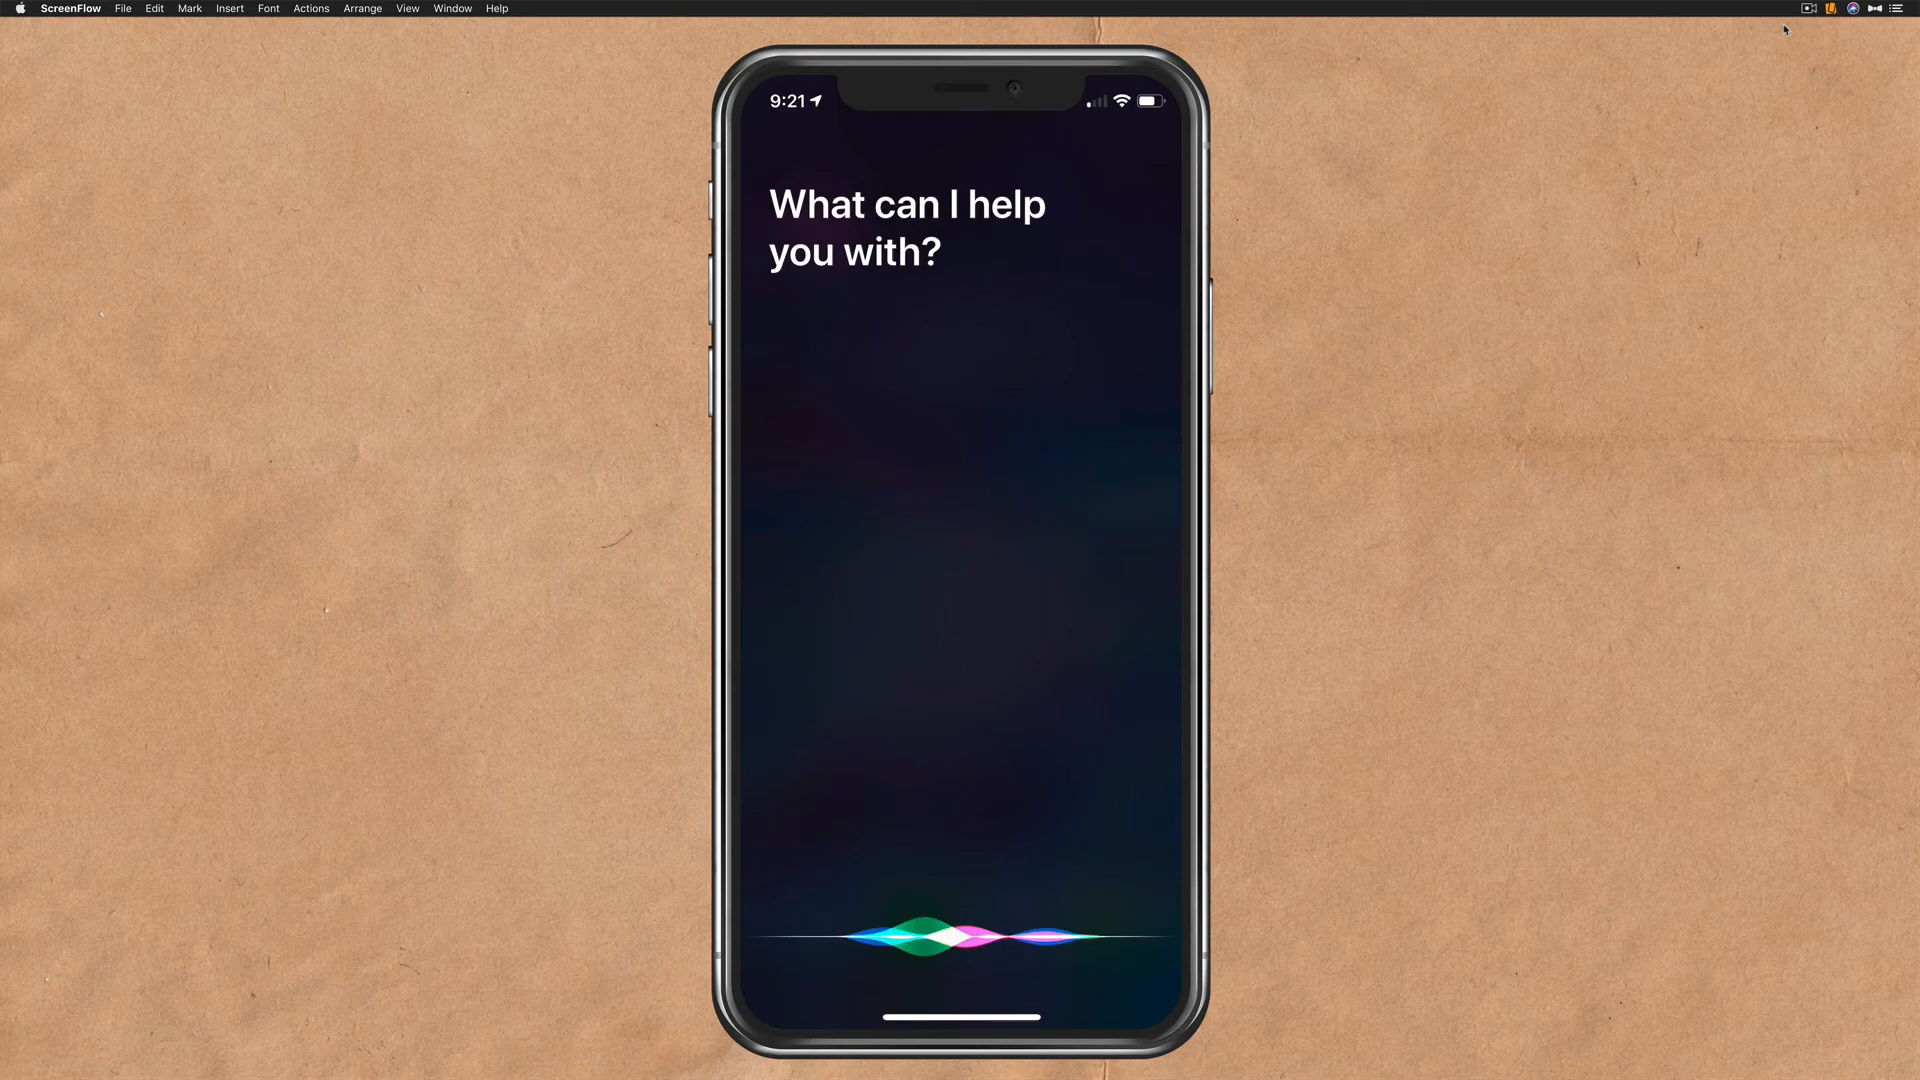 ScreenFlow File Edit Mark Insert Font Actions Arrange View Window Help
9:21
What can I help
you with?